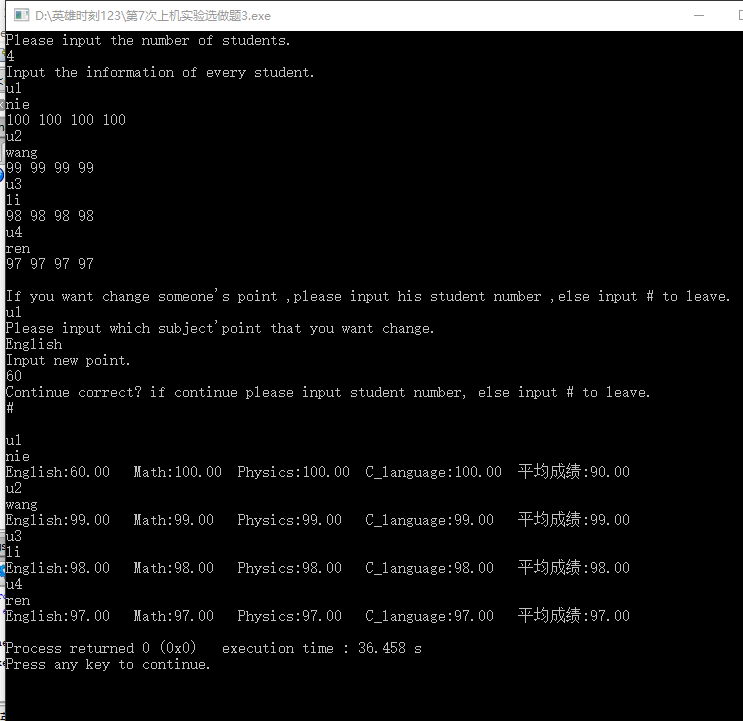 D:\英雄时刻123\第7次上机实验选做题3.exe
Please input the number of students.
4
Input the information of every student.
u1
nie
100 100 100 100
u2
wang
99 99 99 99
u3
li
98 98 98 98
u4
ren
97 97 97 97
If you want change someone's point ,please input his student number ,else input # to leave.
u1
Please input which subject'point that you want change.
English
Input new point.
60
Continue correct? if continue please input student number, else input # to leave.
#
u1
nie
English:60.00   Math:100.00  Physics:100.00  C_language:100.00  平均成绩:90.00
u2
wang
English:99.00   Math:99.00   Physics:99.00   C_language:99.00   平均成绩:99.00
u3
li
English:98.00   Math:98.00   Physics:98.00   C_language:98.00   平均成绩:98.00
u4
ren
English:97.00   Math:97.00   Physics:97.00   C_language:97.00   平均成绩:97.00
Process returned 0 (0x0)   execution time : 36.458 s
Press any key to continue.